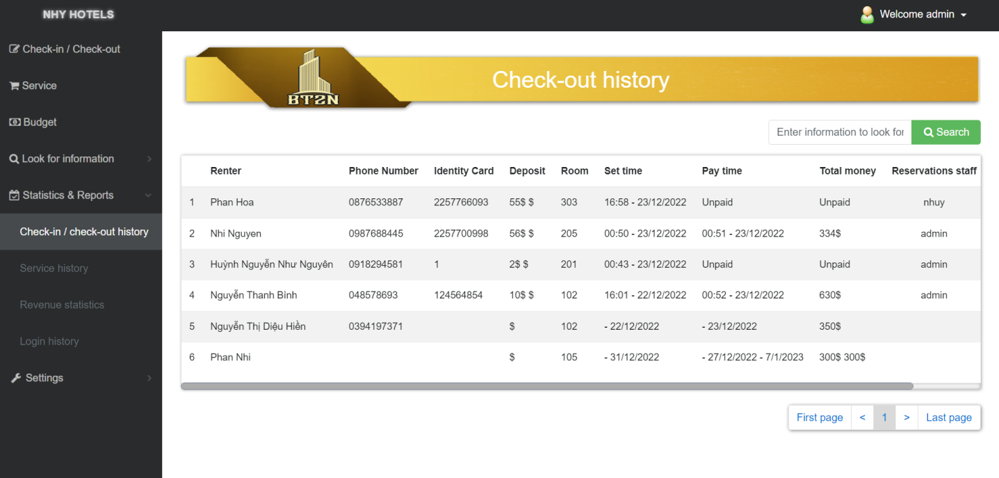 NHY HOTELS
Welcome admin
Check-in / Check-out
Service
Budget
Look for information
Statistics & Reports
Check-in / check-out history
Service history
Revenue statistics
Login history
Settings
BT2N
Check-out history
Enter information to look for
Search
Renter Phone Number Identity Card Deposit Room Set time Pay time Total money Reservations staff
1 Phan Hoa 0876533887 2257766093 55$ $ 303 16:58 - 23/12/2022 Unpaid Unpaid nhuy
2 Nhi Nguyen 0987688445 2257700998 56$ $ 205 00:50 - 23/12/2022 00:51 - 23/12/2022 334$ admin
3 Huỳnh Nguyễn Như Nguyên 0918294581 1 2$ $ 201 00:43 - 23/12/2022 Unpaid Unpaid admin
4 Nguyễn Thanh Bình 048578693 124564854 10$ $ 102 16:01 - 22/12/2022 00:52 - 23/12/2022 630$ admin
5 Nguyễn Thị Diệu Hiền 0394197371 $ 102 - 22/12/2022 - 23/12/2022 350$
6 Phan Nhi $ 105 - 31/12/2022 - 27/12/2022 - 7/1/2023 300$ 300$
First page < 1 > Last page